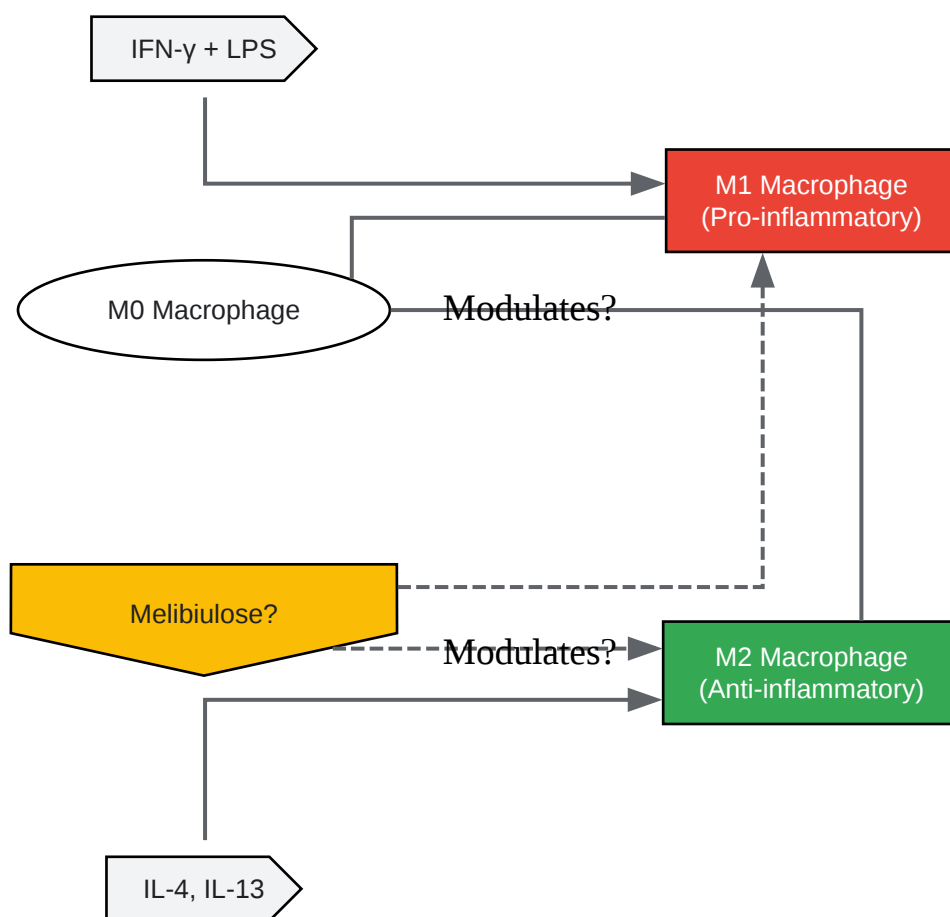 IFN-γ + LPS
M1 Macrophage
(Pro-inflammatory)
M0 Macrophage
Modulates?
Melibiulose?
Modulates?
M2 Macrophage
(Anti-inflammatory)
IL-4, IL-13